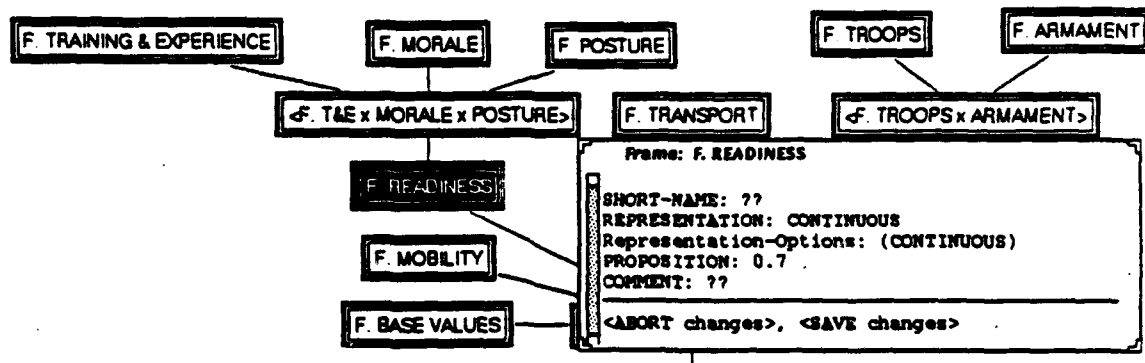 F. TRAINING & EXPERIENCE
F. MORALE
F POSTURE
F TROOPS
F. ARMAMENT
<F. T&E x MORALE x POSTURE>
F. TRANSPORT
<F. TROOPS x ARMAMENT>
Frame: F. READINESS
F READINESS
SHORT-NAME: ??
REPRESENTATION: CONTINUOUS
Representation-Options: (CONTINUOUS)
PROPOSITION: 0.7
COMMENT: ??
F. MOBILITY
F. BASE VALUES
<ABORT changes>, <SAVE changes>